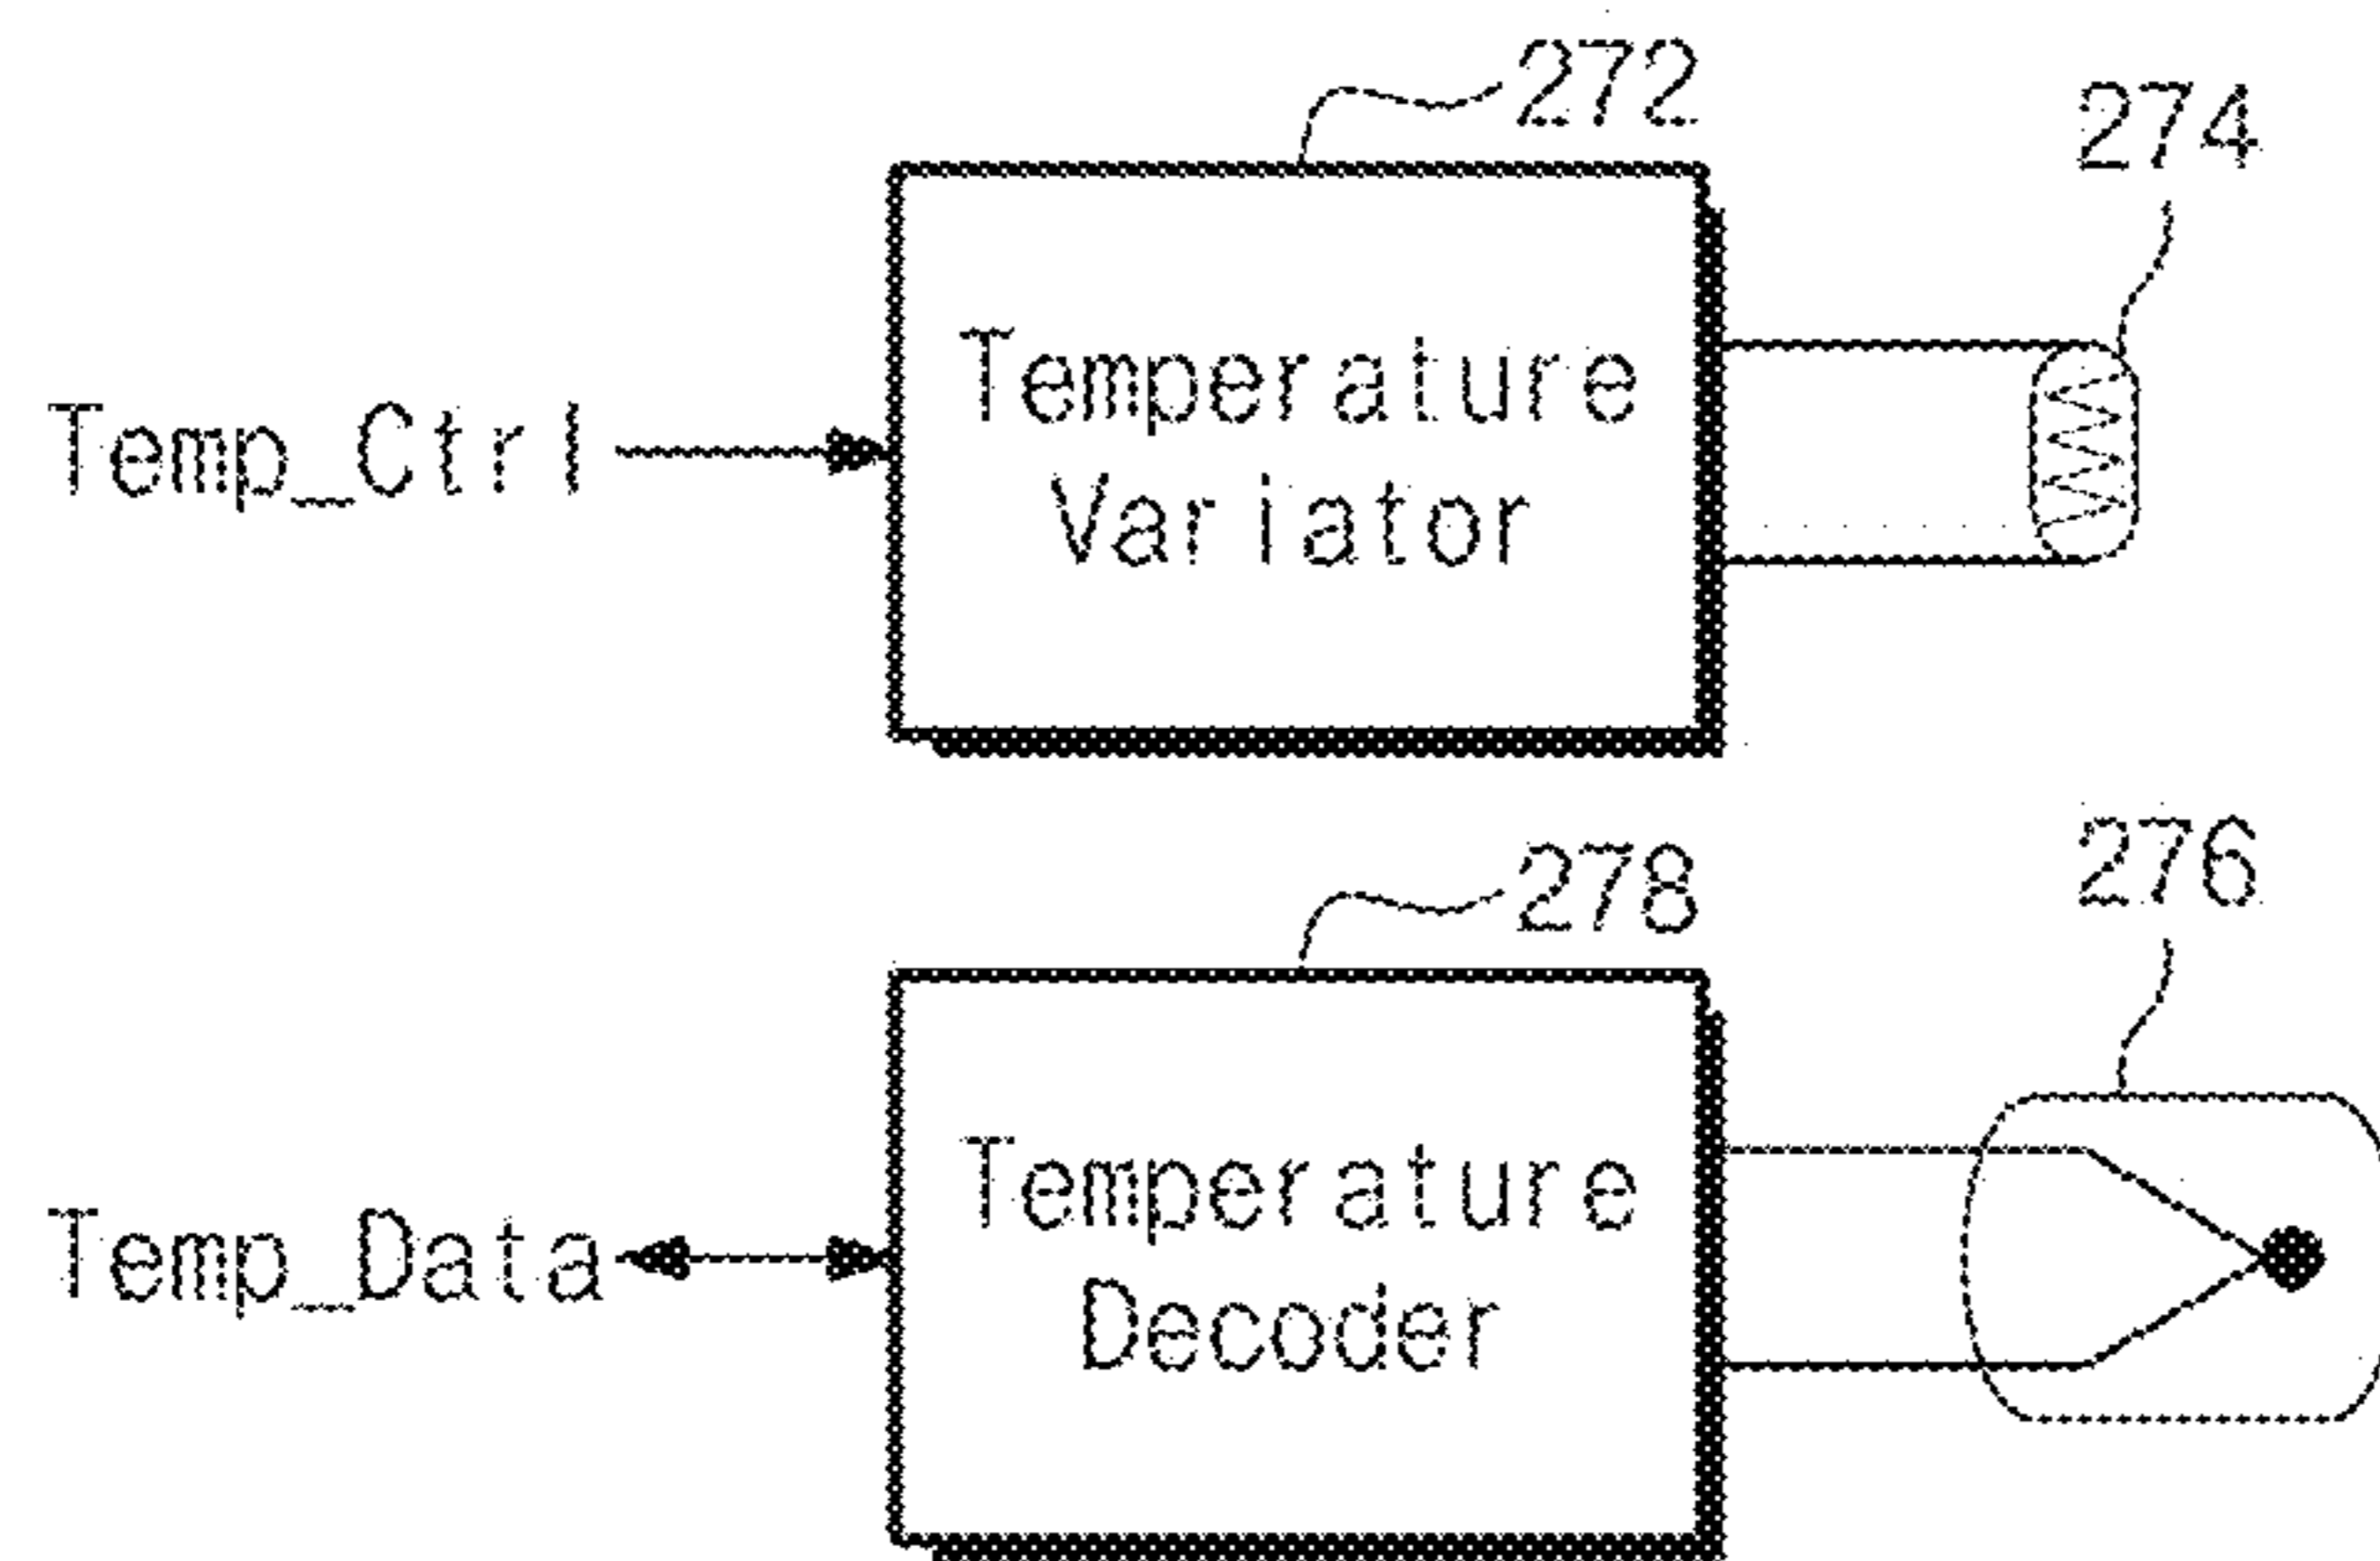 272
274
Temperature
Temp_Ctrl
Variator
278
276
Temperature
Temp_Data
Decoder